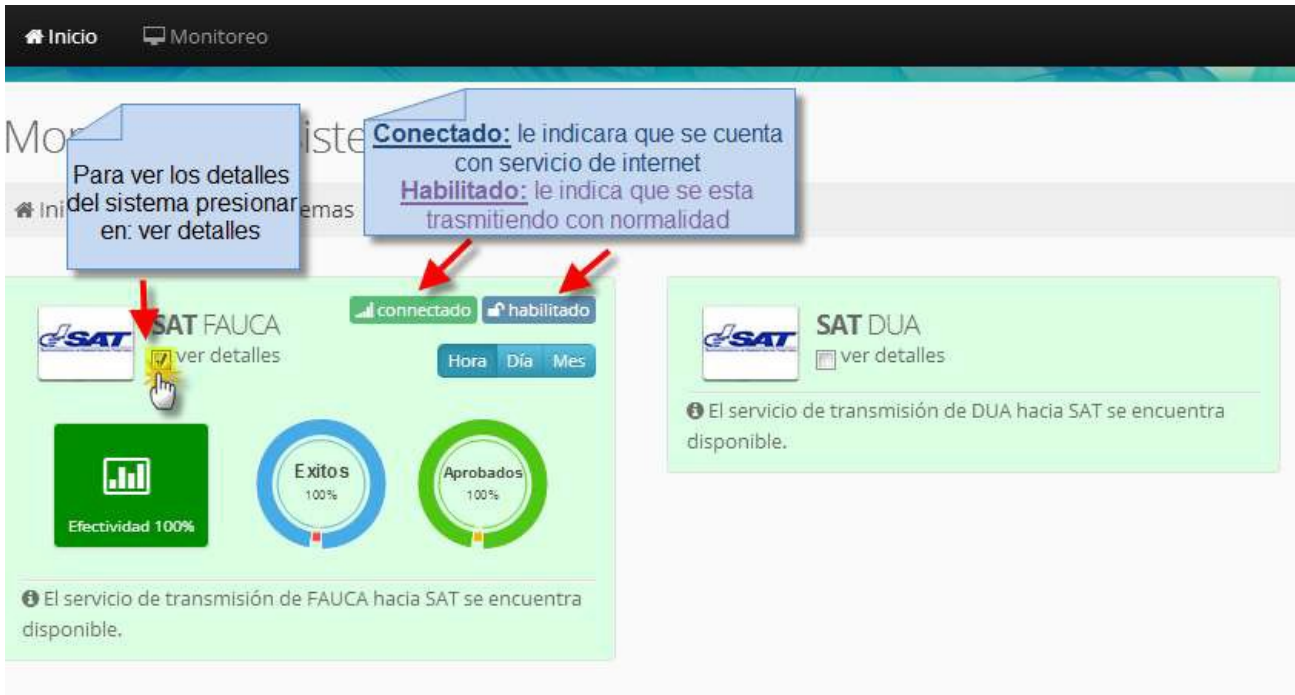 Inicio Monitoreo
Para ver los detalles
del sistema presionar
en: ver detalles
Conectado: le indicara que se cuenta
con servicio de internet
Habilitado: le indica que se esta
trasmitiendo con normalidad
Mo iste
Ini emas
SAT FAUCA
ver detalles
connectado habilitado
Hora Día Mes
SAT
Efectividad 100%
Exitos
100%
Aprobados
100%
El servicio de transmisión de FAUCA hacia SAT se encuentra
disponible.
SAT
SAT DUA
ver detalles
El servicio de transmisión de DUA hacia SAT se encuentra
disponible.